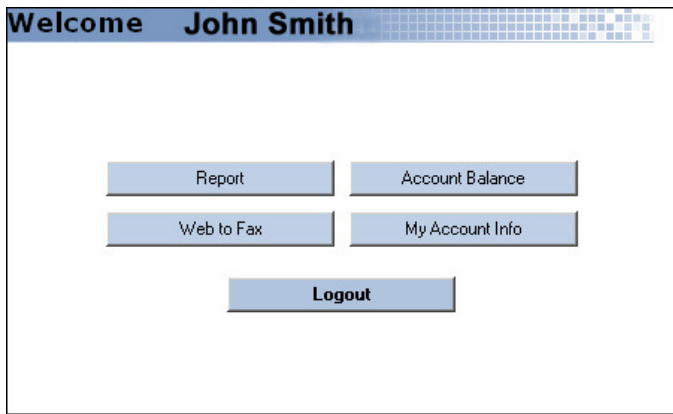 Welcome John Smith
Report Account Balance
Web to Fax My Account Info
Logout